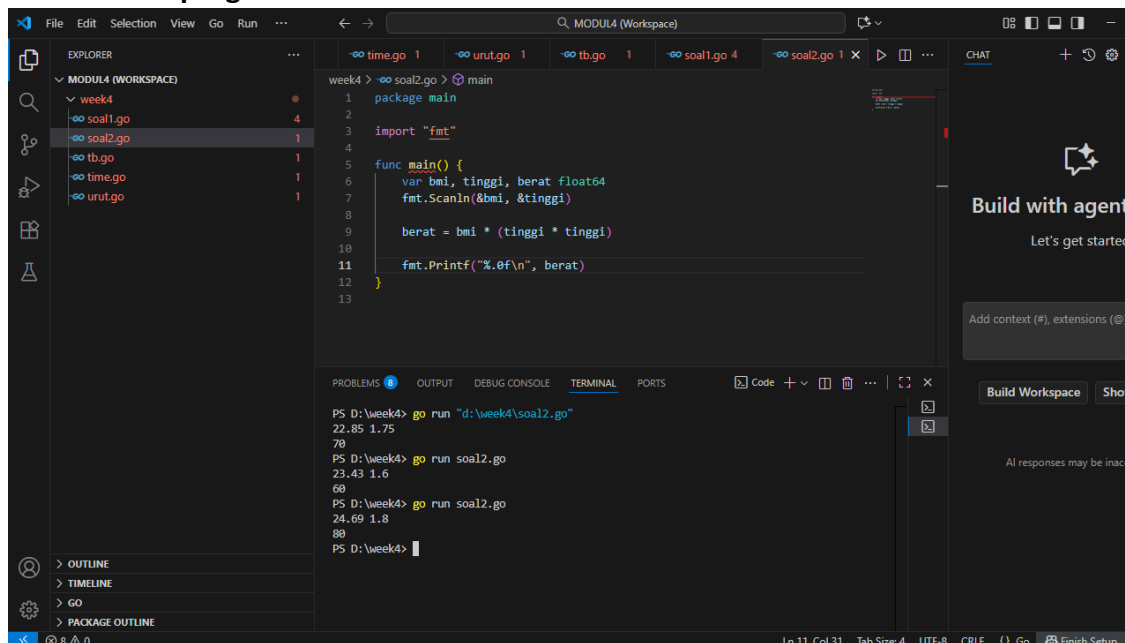 File Edit Selection View Go Run ··· ← → MODUL4 (Workspace)
EXPLORER ···
MODUL4 (WORKSPACE)
week4
soal1.go 4
soal2.go 1
tb.go 1
time.go 1
urut.go 1
OUTLINE
TIMELINE
GO
PACKAGE OUTLINE
time.go 1 urut.go 1 tb.go 1 soal1.go 4 soal2.go 1 ×
week4 > soal2.go > main
1 package main
2
3 import "fmt"
4
5 func main() {
6 var bmi, tinggi, berat float64
7 fmt.Scanln(&bmi, &tinggi)
8
9 berat = bmi * (tinggi * tinggi)
10
11 fmt.Printf("%.0f\n", berat)
12 }
13
PROBLEMS 8 OUTPUT DEBUG CONSOLE TERMINAL PORTS Code
PS D:\week4> go run "d:\week4\soal2.go"
22.85 1.75
70
PS D:\week4> go run soal2.go
23.43 1.6
60
PS D:\week4> go run soal2.go
24.69 1.8
80
PS D:\week4>
CHAT
Build with agent
Let's get starte
Add context (#), extensions (@
Build Workspace Sho
AI responses may be inac
8 0 Ln 11, Col 31 Tab Size: 4 UTF-8 CRLF {} Go Finish Setup